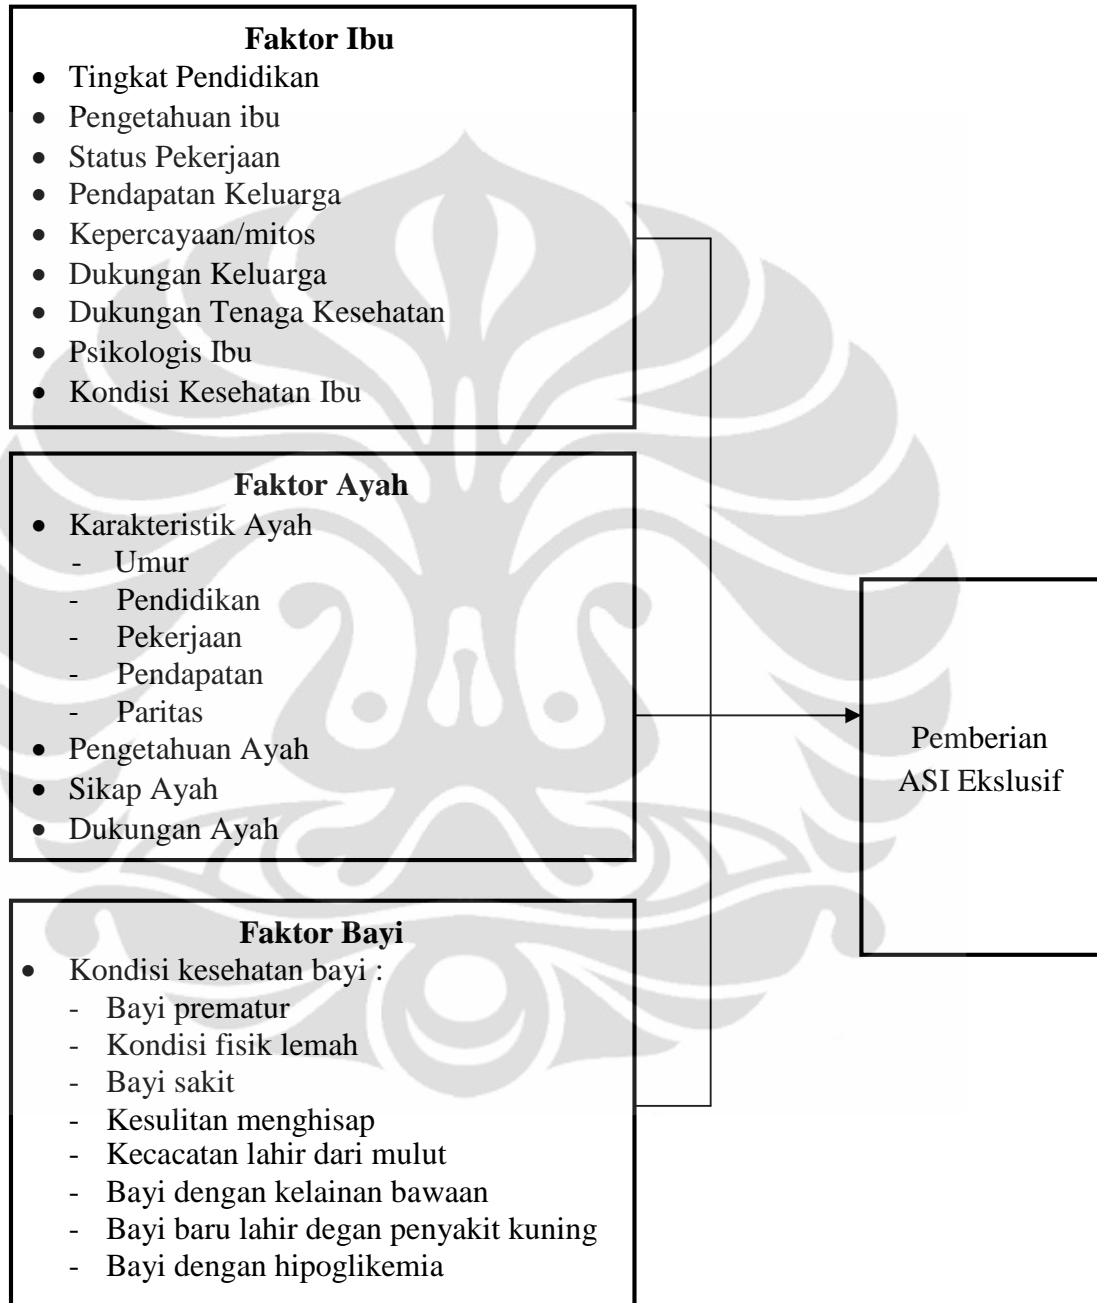 Faktor Ibu
• Tingkat Pendidikan
• Pengetahuan ibu
• Status Pekerjaan
• Pendapatan Keluarga
• Kepercayaan/mitos
• Dukungan Keluarga
• Dukungan Tenaga Kesehatan
• Psikologis Ibu
• Kondisi Kesehatan Ibu
Faktor Ayah
• Karakteristik Ayah
- Umur
- Pendidikan
- Pekerjaan
- Pendapatan
- Paritas
• Pengetahuan Ayah
• Sikap Ayah
• Dukungan Ayah
Faktor Bayi
• Kondisi kesehatan bayi :
- Bayi prematur
- Kondisi fisik lemah
- Bayi sakit
- Kesulitan menghisap
- Kecacatan lahir dari mulut
- Bayi dengan kelainan bawaan
- Bayi baru lahir degan penyakit kuning
- Bayi dengan hipoglikemia
Pemberian
ASI Ekslusif